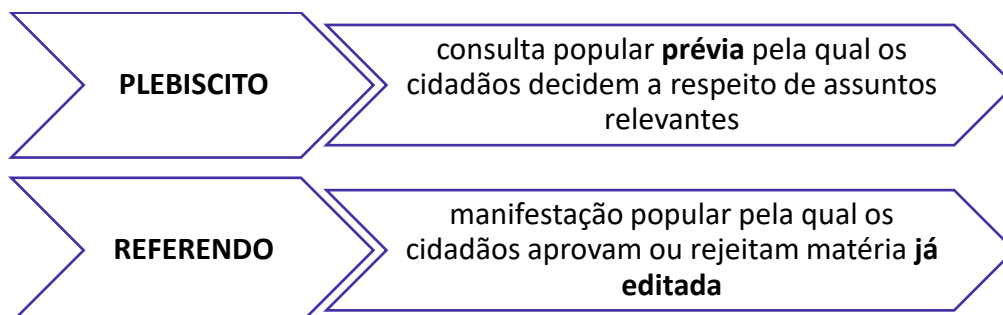 PLEBISCITO
consulta popular prévia pela qual os
cidadãos decidem a respeito de assuntos
relevantes
REFERENDO
manifestação popular pela qual os
cidadãos aprovam ou rejeitam matéria já
editada